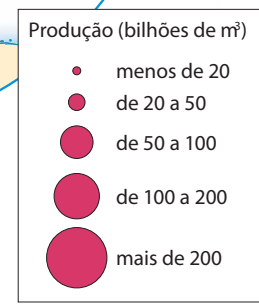 Produção (bilhões de m³)
menos de 20
de 20 a 50
de 50 a 100
de 100 a 200
mais de 200